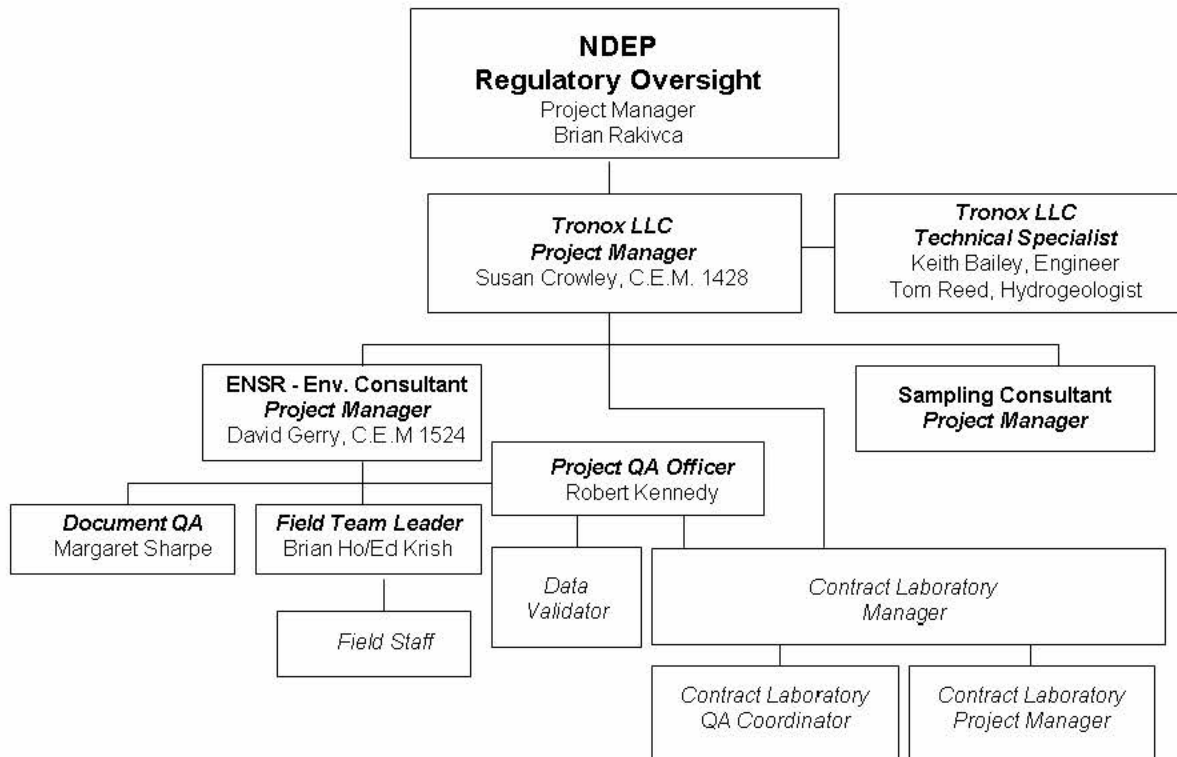 NDEP
Regulatory Oversight
Project Manager
Brian Rakivca
Tronox LLC
Project Manager
Susan Crowley, C.E.M. 1428
Tronox LLC
Technical Specialist
Keith Bailey, Engineer
Tom Reed, Hydrogeologist
ENSR - Env. Consultant
Project Manager
David Gerry, C.E.M 1524
Sampling Consultant
Project Manager
Project QA Officer
Robert Kennedy
Document QA
Margaret Sharpe
Field Team Leader
Brian Ho/Ed Krish
Data
Validator
Contract Laboratory
Manager
Field Staff
Contract Laboratory
QA Coordinator
Contract Laboratory
Project Manager